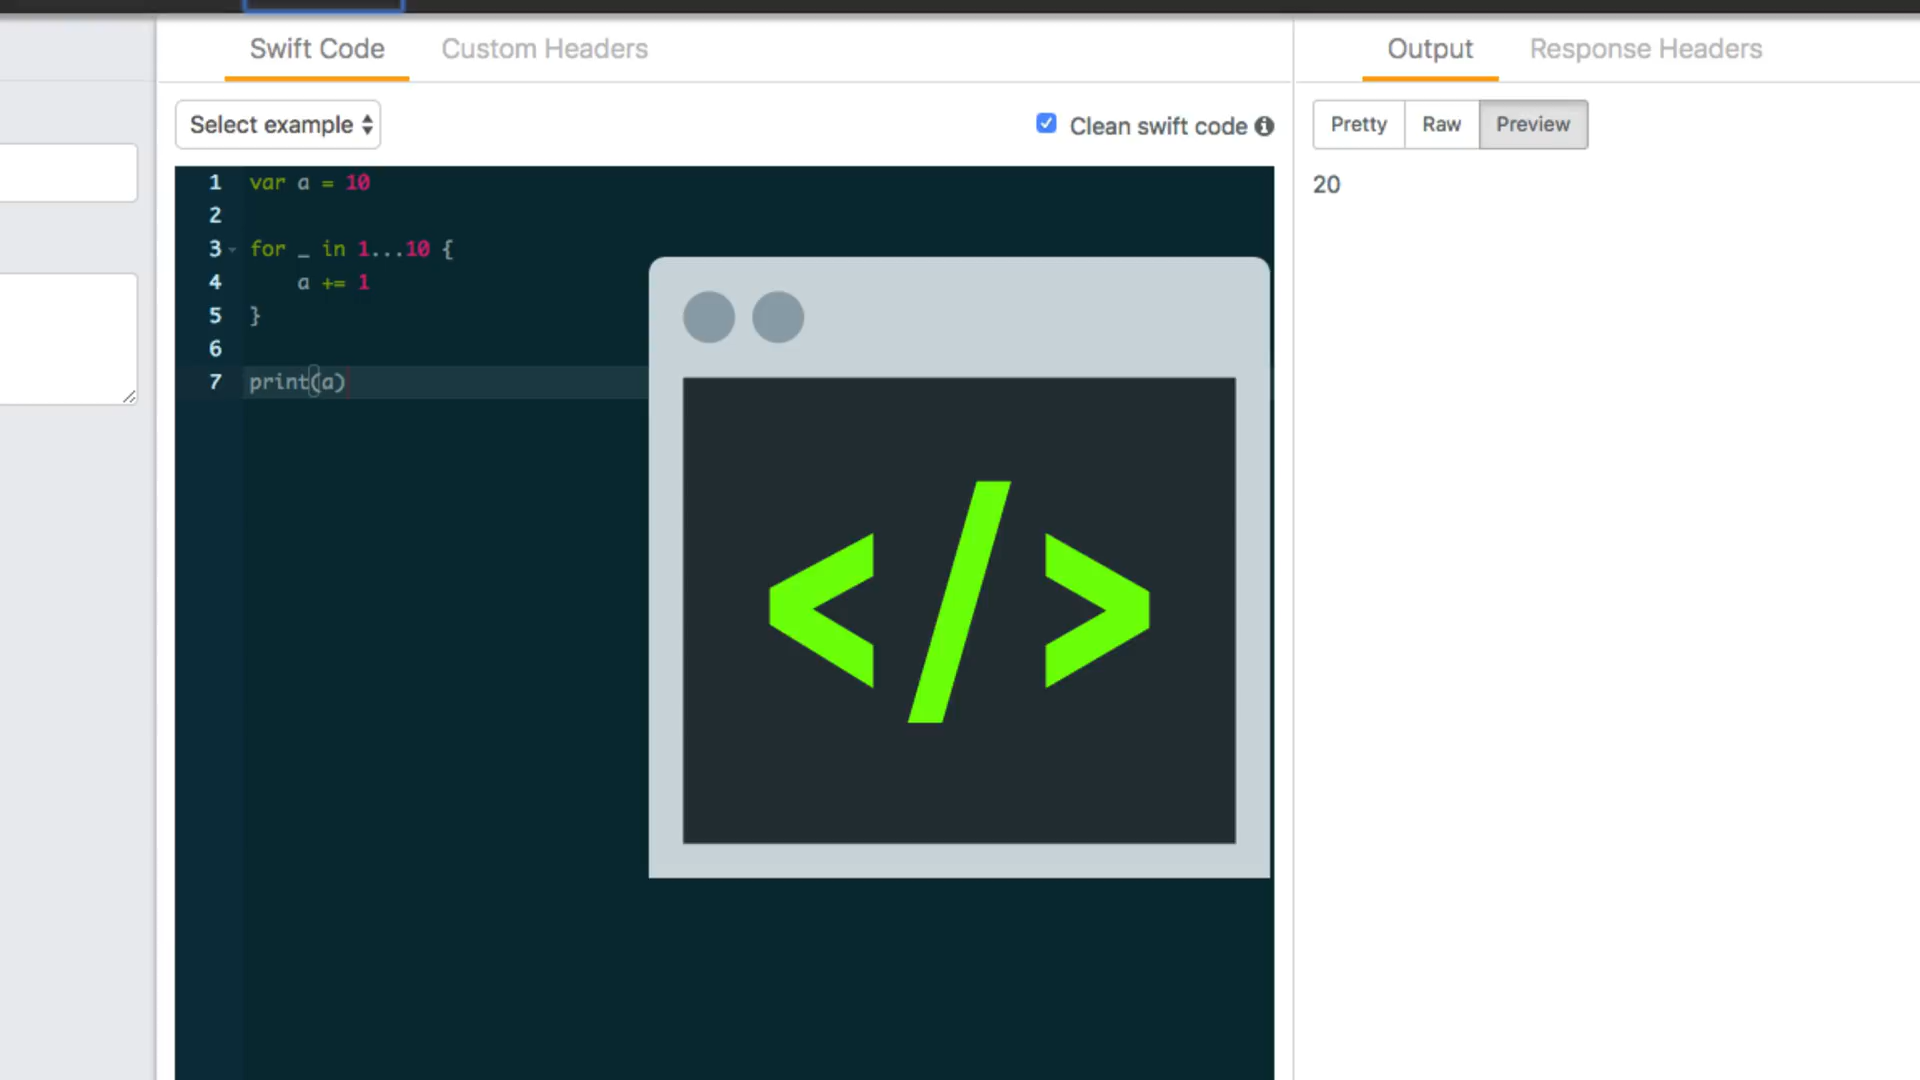 Swift Code Custom Headers Output Response Headers
Select example Clean swift code Pretty Raw Preview
20
1 var a = 10
2
3 for _ in 1...10 {
4 a += 1
5 }
6
7 print(a)
</>